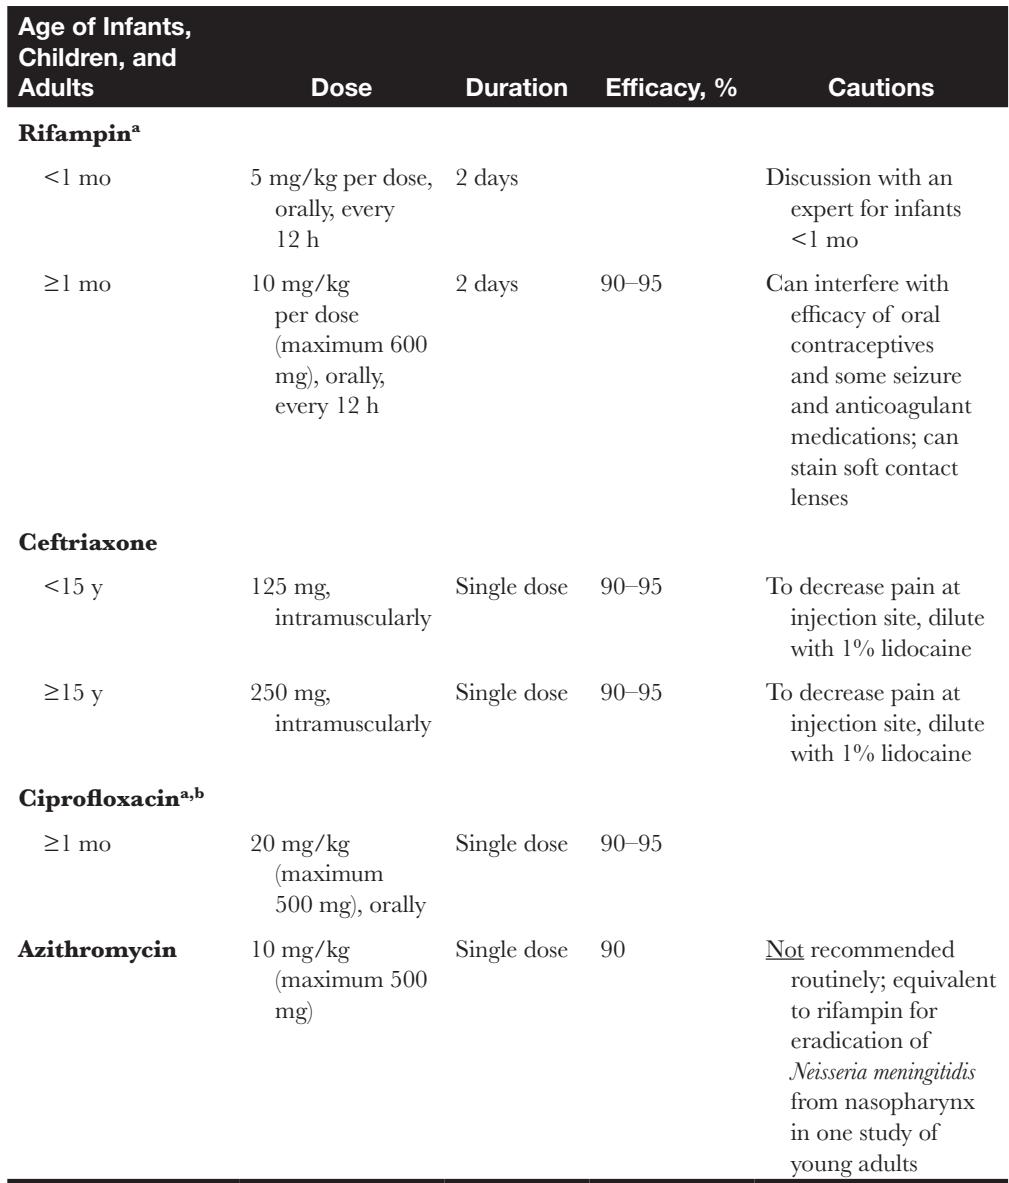 Age of Infants,
Children, and
Adults
Dose
Duration
Efficacy, %
Cautions
Rifampinᵃ
<1 mo
5 mg/kg per dose,
orally, every
12 h
2 days
Discussion with an
expert for infants
<1 mo
≥1 mo
10 mg/kg
per dose
(maximum 600
mg), orally,
every 12 h
2 days
90–95
Can interfere with
efficacy of oral
contraceptives
and some seizure
and anticoagulant
medications; can
stain soft contact
lenses
Ceftriaxone
<15 y
125 mg,
intramuscularly
Single dose
90–95
To decrease pain at
injection site, dilute
with 1% lidocaine
≥15 y
250 mg,
intramuscularly
Single dose
90–95
To decrease pain at
injection site, dilute
with 1% lidocaine
Ciprofloxacinᵃ,ᵇ
≥1 mo
20 mg/kg
(maximum
500 mg), orally
Single dose
90–95
Azithromycin
10 mg/kg
(maximum 500
mg)
Single dose
90
Not recommended
routinely; equivalent
to rifampin for
eradication of
Neisseria meningitidis
from nasopharynx
in one study of
young adults